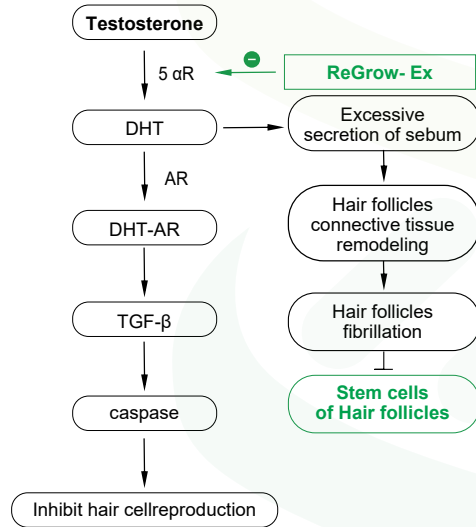 Testosterone
5 αR
ReGrow- Ex
DHT
Excessive
secretion of sebum
AR
Hair follicles
connective tissue
remodeling
DHT-AR
TGF-β
Hair follicles
fibrillation
caspase
Stem cells
of Hair follicles
Inhibit hair cellreproduction